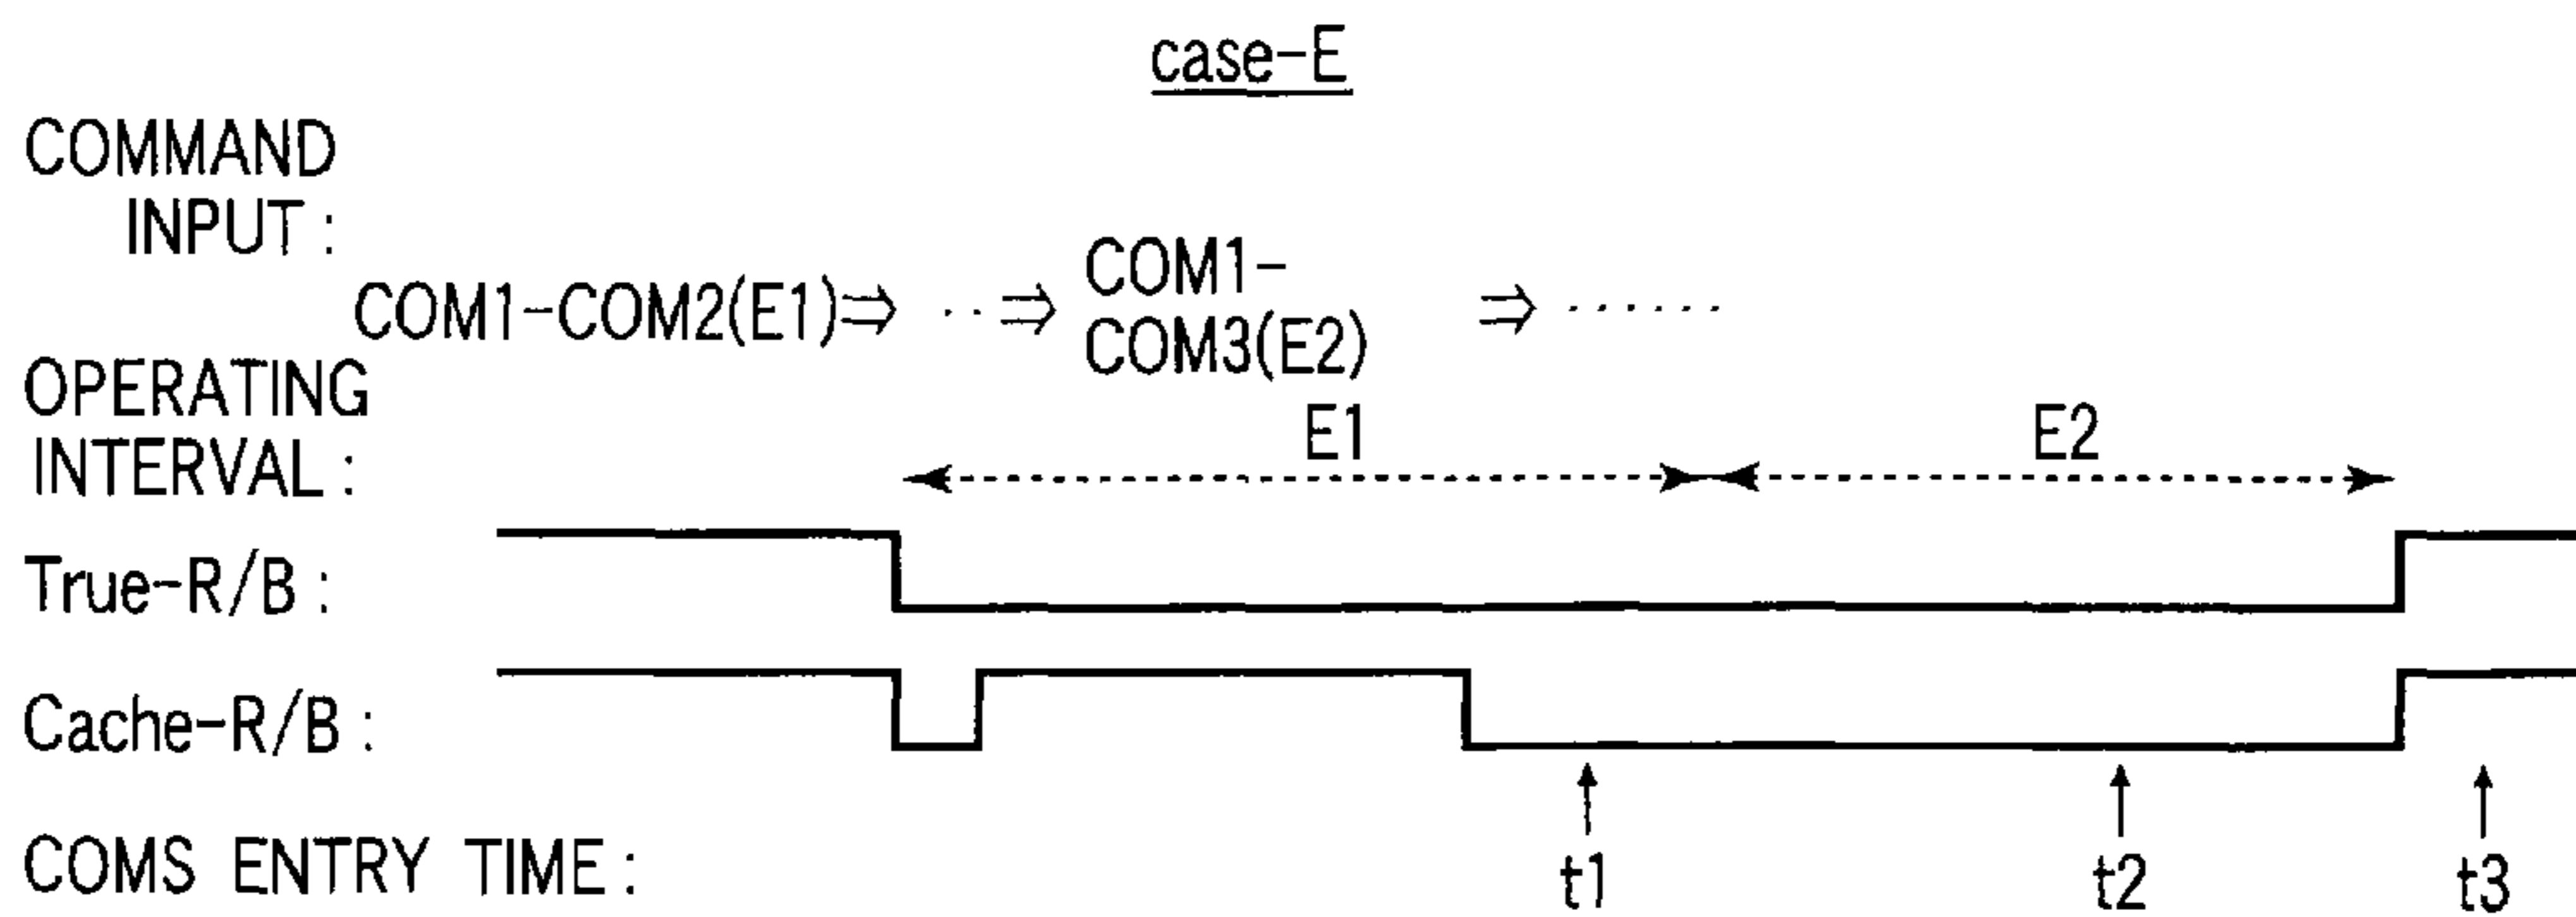 case-E
COMMAND
INPUT :
COM1-COM2(E1)⇒ ·· ⇒ COM1-
COM3(E2) ⇒ ······
OPERATING
INTERVAL :
E1 E2
True-R/B :
Cache-R/B :
COMS ENTRY TIME : t1 t2 t3